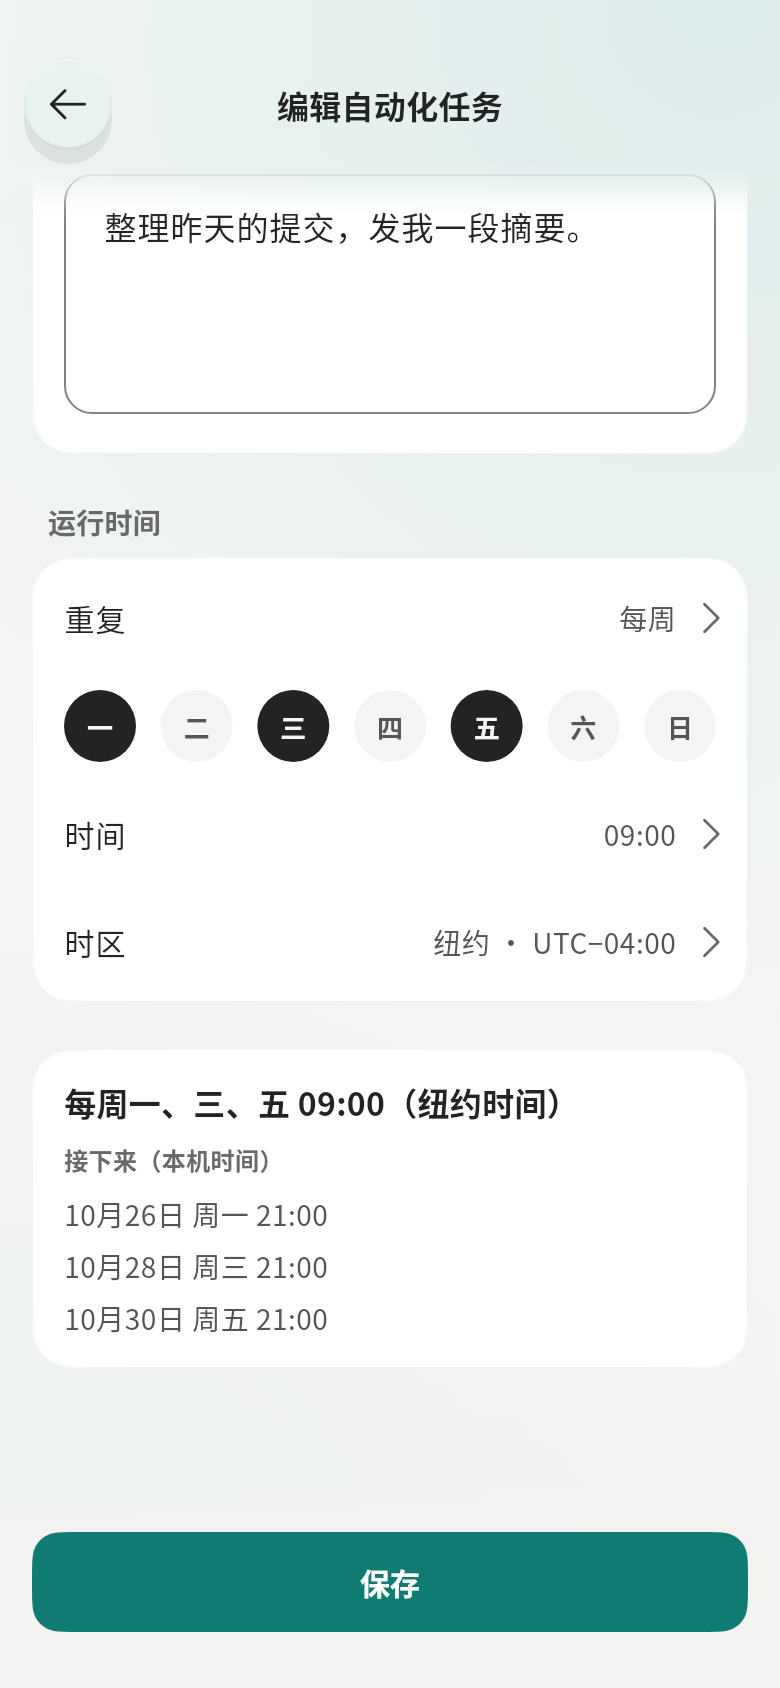 编辑自动化任务
整理昨天的提交，发我一段摘要。
运行时间
重复 每周
一 二 三 四 五 六 日
时间 09:00
时区 纽约 · UTC−04:00
每周一、三、五 09:00（纽约时间）
接下来（本机时间）
10月26日 周一 21:00
10月28日 周三 21:00
10月30日 周五 21:00
保存